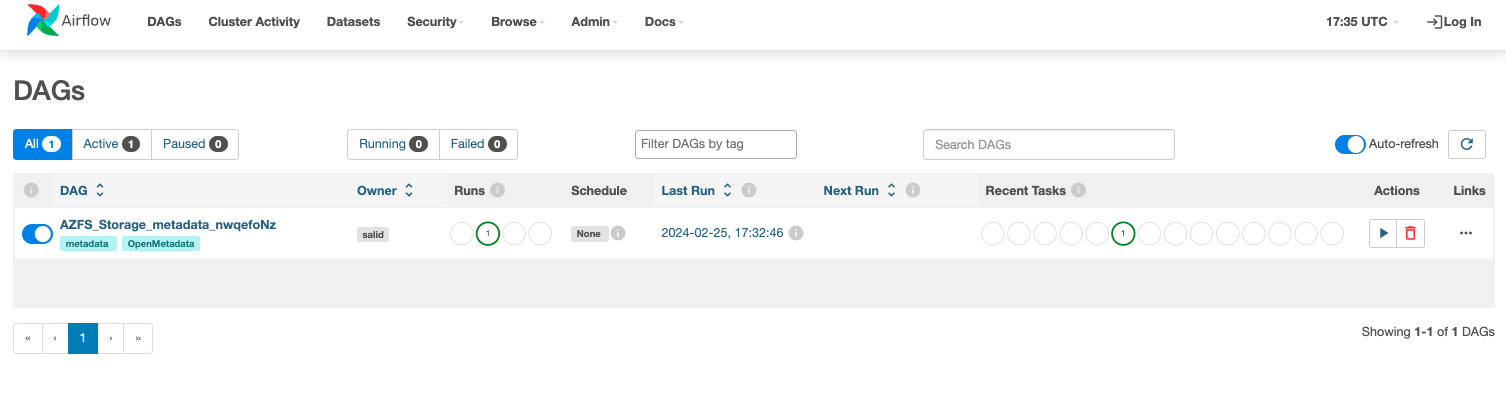 Airflow DAGs Cluster Activity Datasets Security Browse Admin Docs 17:35 UTC Log In
DAGs
All 1 Active 1 Paused 0 Running 0 Failed 0 Filter DAGs by tag Search DAGs Auto-refresh
DAG Owner Runs Schedule Last Run Next Run Recent Tasks Actions Links
AZFS_Storage_metadata_nwqefoNz
metadata OpenMetadata salid 1 None 2024-02-25, 17:32:46 1
« ‹ 1 › » Showing 1-1 of 1 DAGs